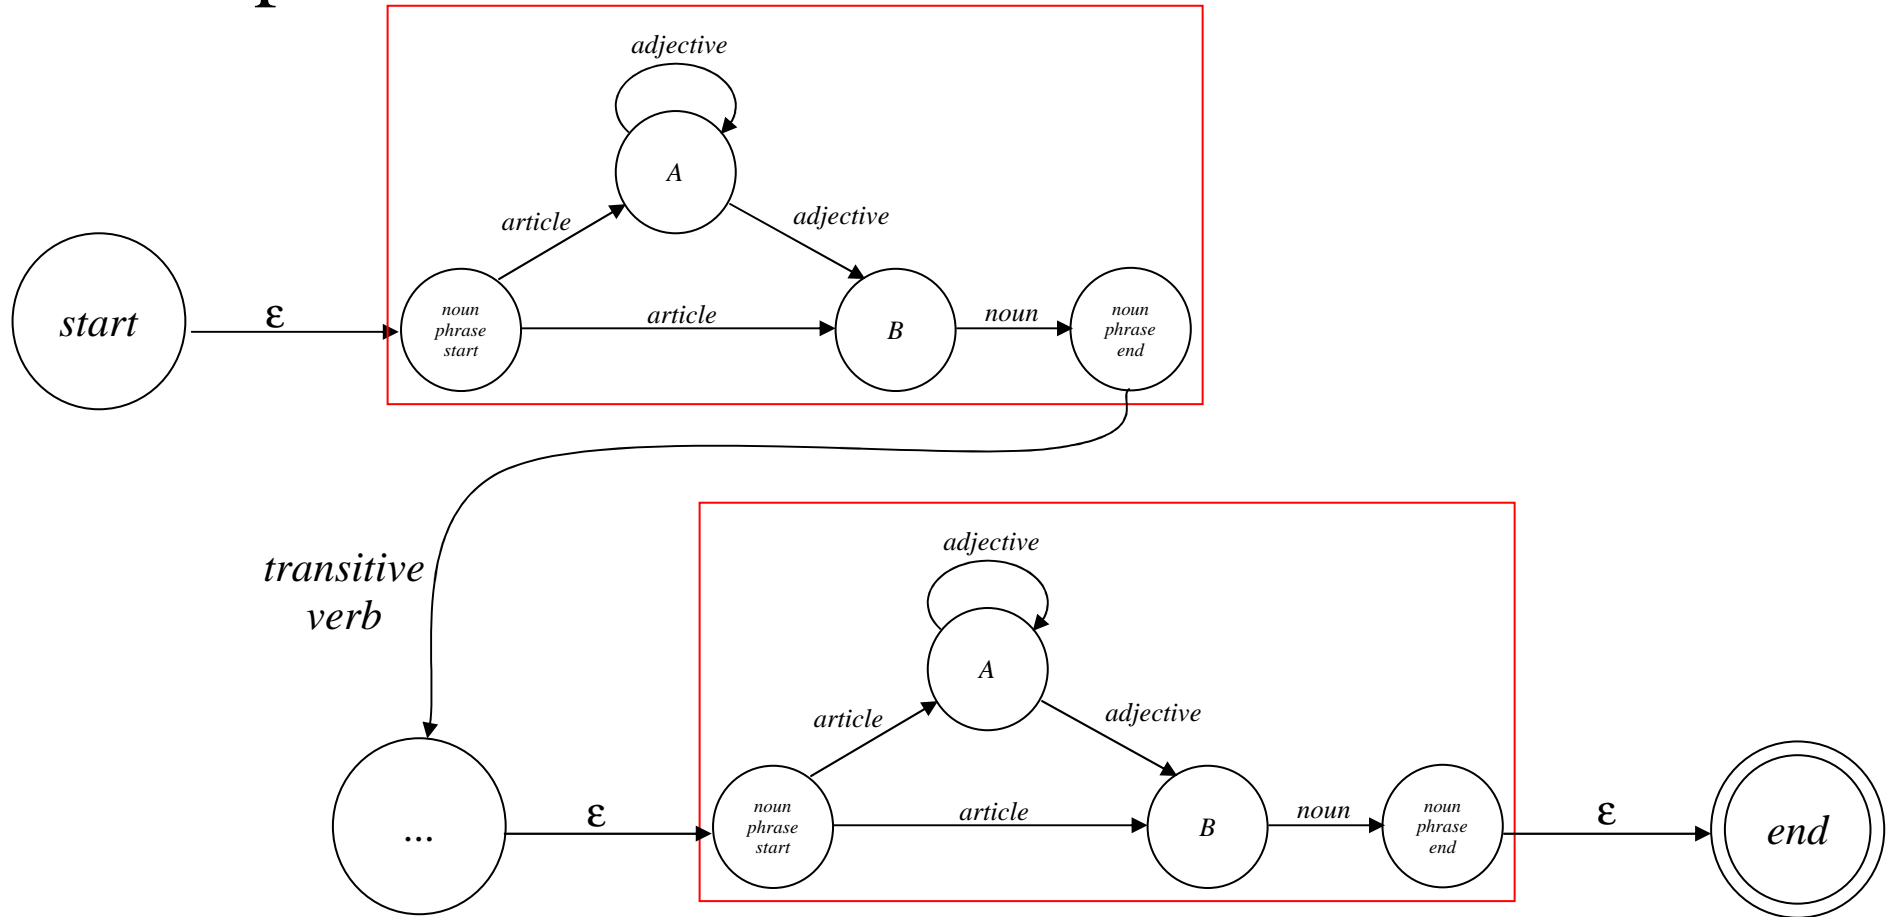 adjective
A
article
adjective
start
ε
noun
phrase
start
article
B
noun
noun
phrase
end
transitive
verb
adjective
A
article
adjective
...
ε
noun
phrase
start
article
B
noun
noun
phrase
end
ε
end